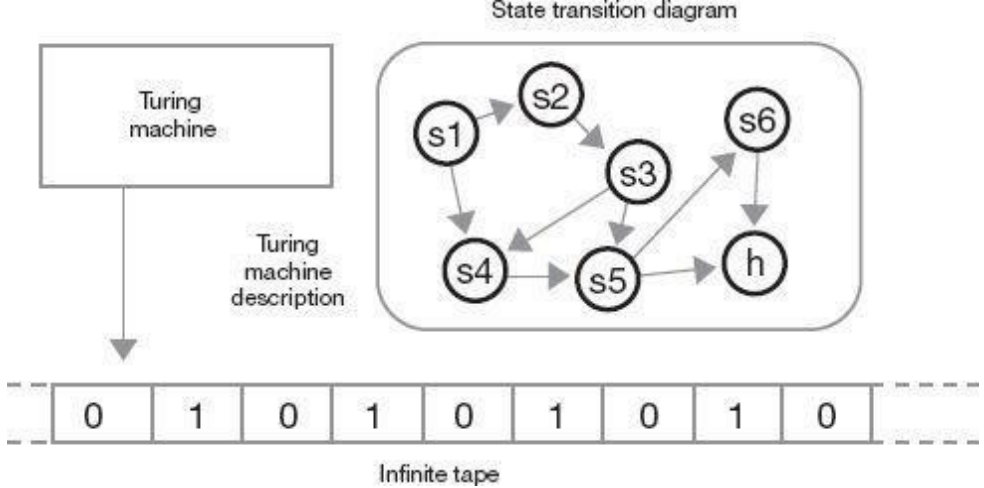 State transition diagram
Turing
machine
s1
s2
s3
s4
s5
s6
h
Turing
machine
description
0 1 0 1 0 1 0 1 0
Infinite tape